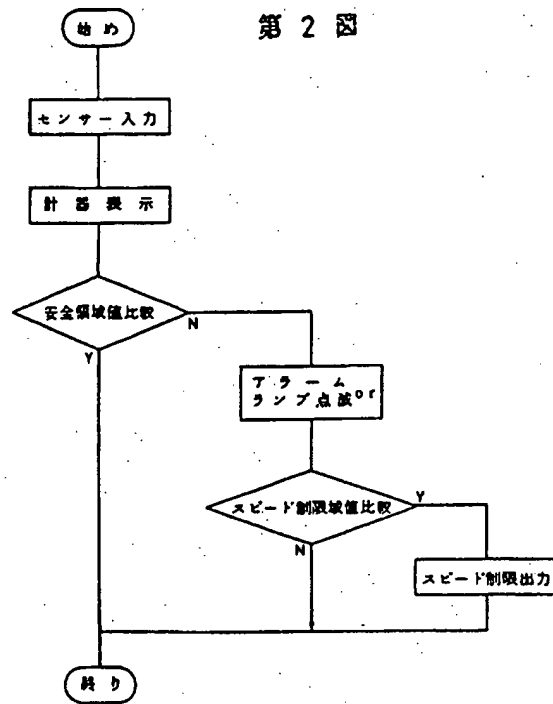 第2図
始め
センサー入力
計器表示
安全領域値比較
N
Y
アラーム or
ランプ点滅
スピード制限域値比較
Y
N
スピード制限出力
終り